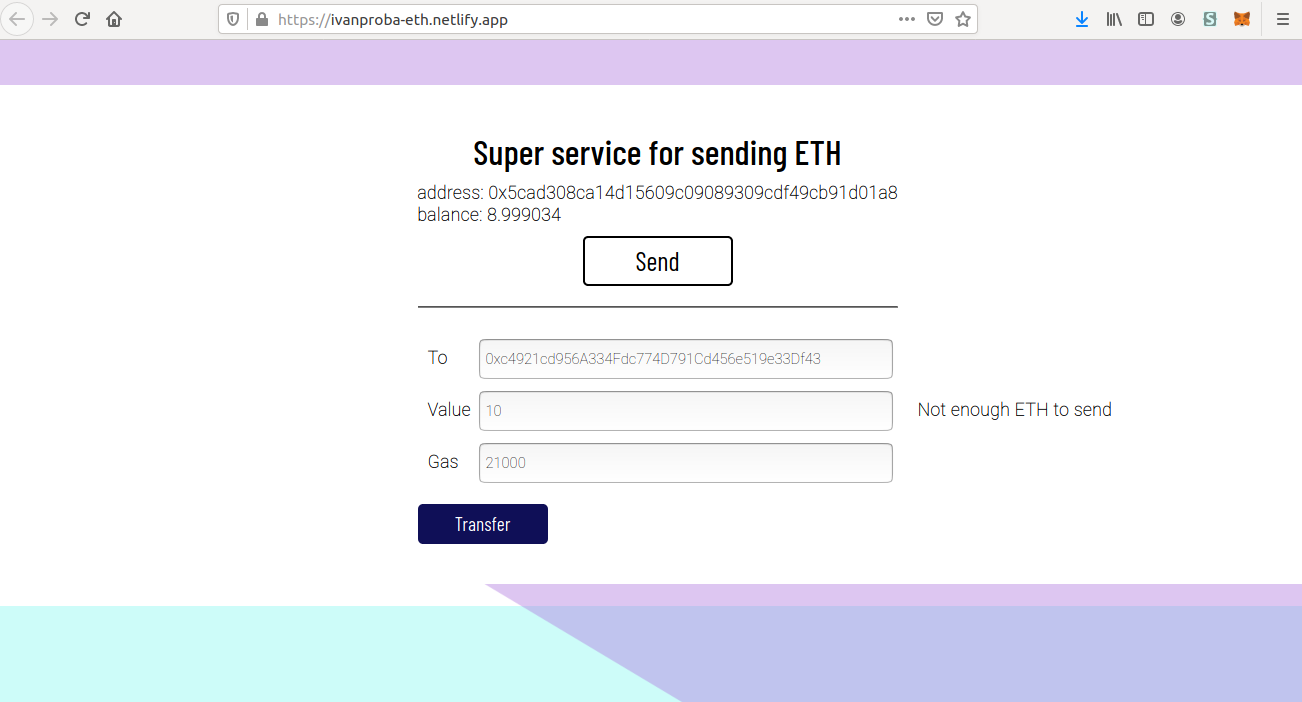 https://ivanproba-eth.netlify.app
Super service for sending ETH
address: 0x5cad308ca14d15609c09089309cdf49cb91d01a8
balance: 8.999034
Send
To 0xc4921cd956A334Fdc774D791Cd456e519e33Df43
Value 10 Not enough ETH to send
Gas 21000
Transfer